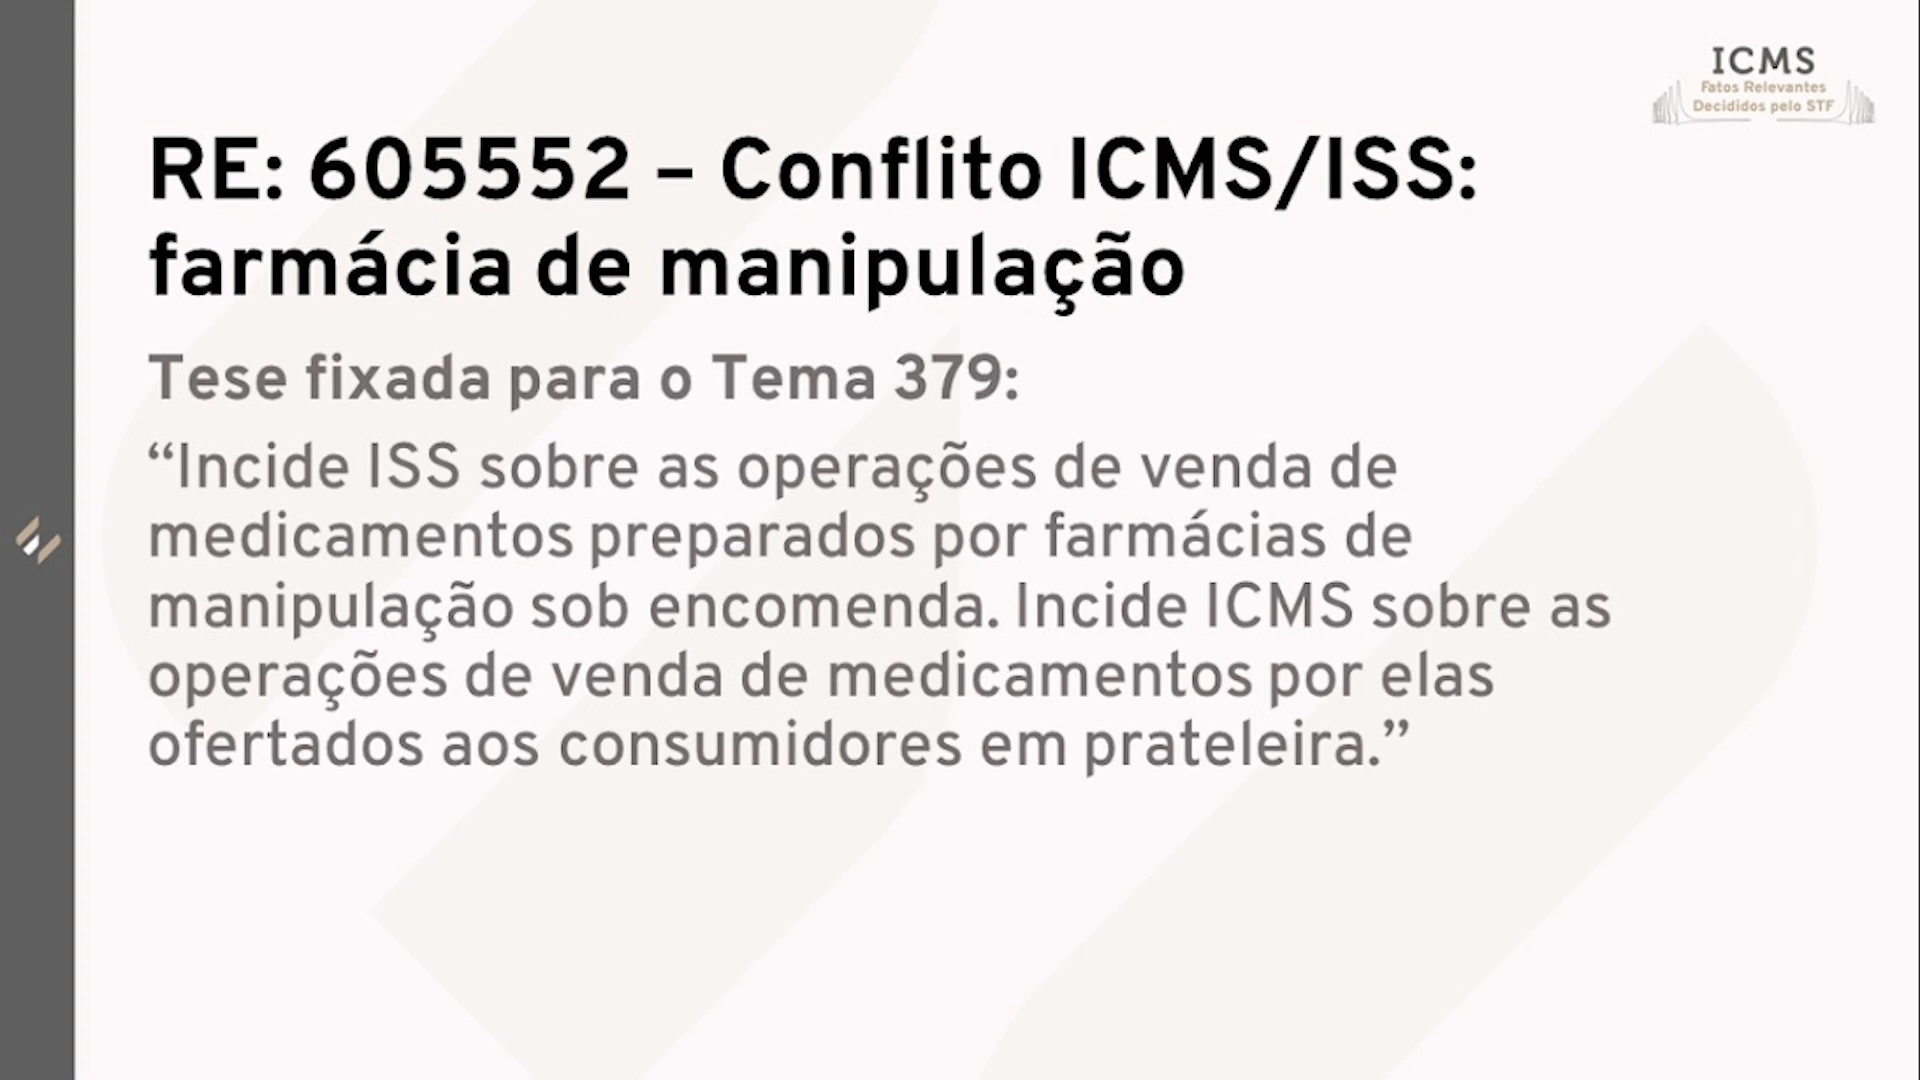 ICMS
Fatos Relevantes
Decididos pelo STF
RE: 605552 – Conflito ICMS/ISS:
farmácia de manipulação
Tese fixada para o Tema 379:
“Incide ISS sobre as operações de venda de
medicamentos preparados por farmácias de
manipulação sob encomenda. Incide ICMS sobre as
operações de venda de medicamentos por elas
ofertados aos consumidores em prateleira.”